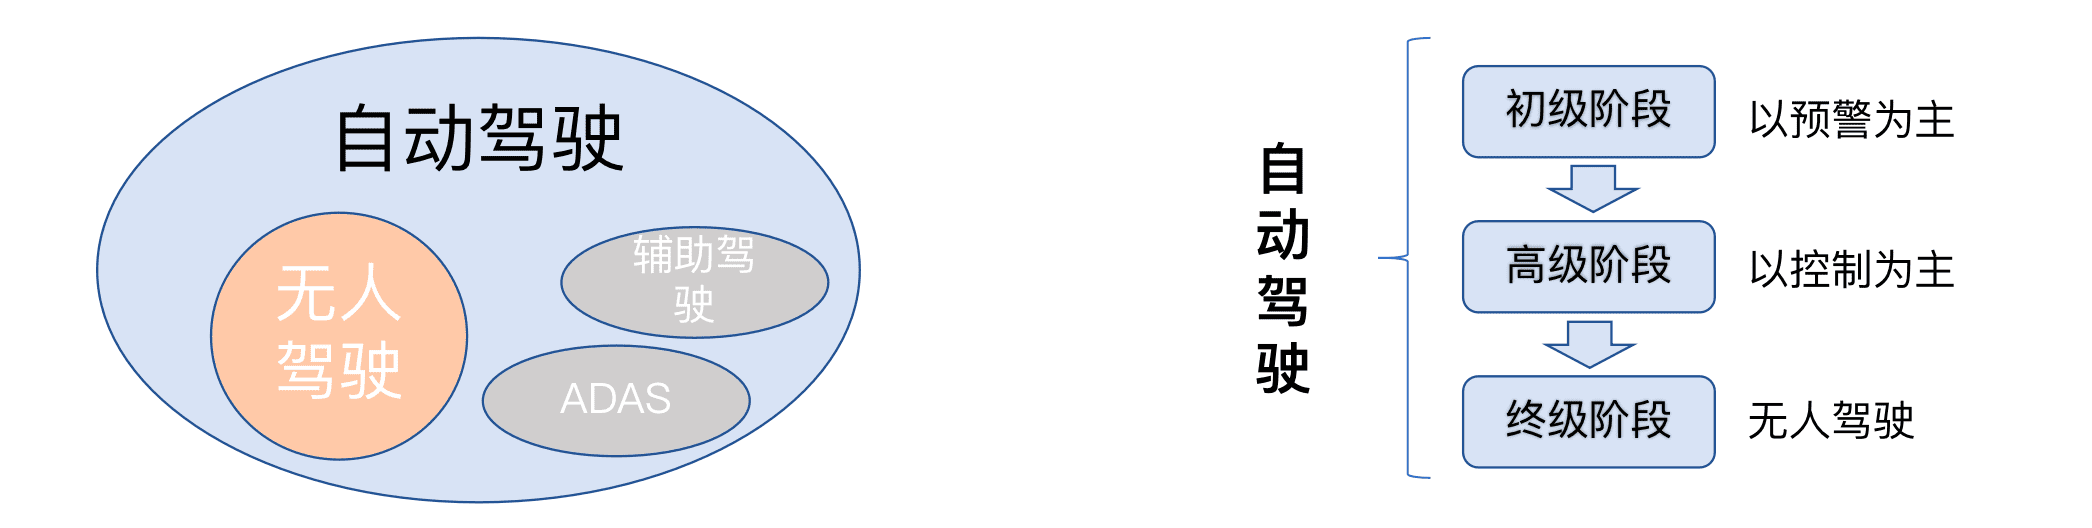 自动驾驶
无人
驾驶
辅助驾
驶
ADAS
自
动
驾
驶
初级阶段
以预警为主
高级阶段
以控制为主
终级阶段
无人驾驶